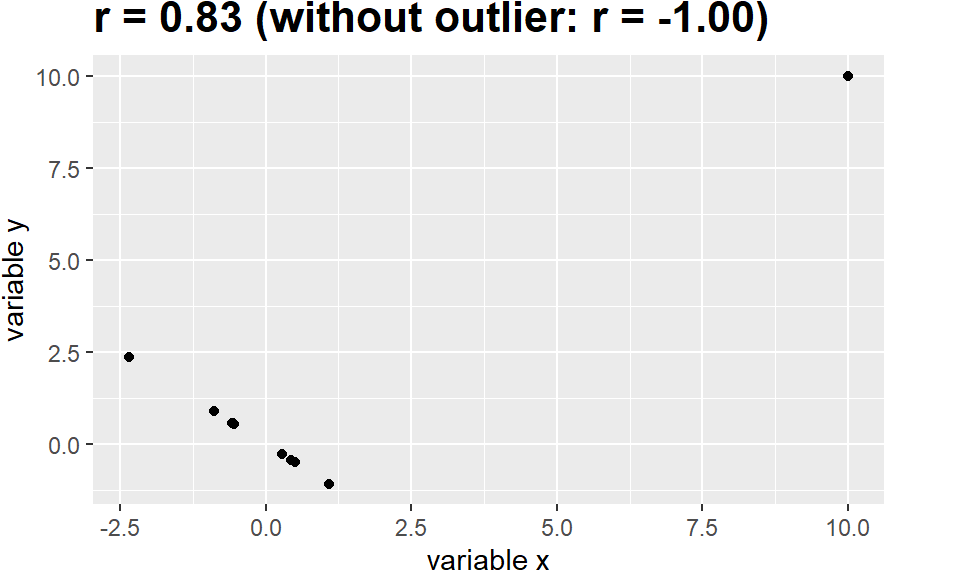 r = 0.83 (without outlier: r = -1.00)
10.0
7.5
5.0
2.5
0.0
variable y
-2.5 0.0 2.5 5.0 7.5 10.0
variable x